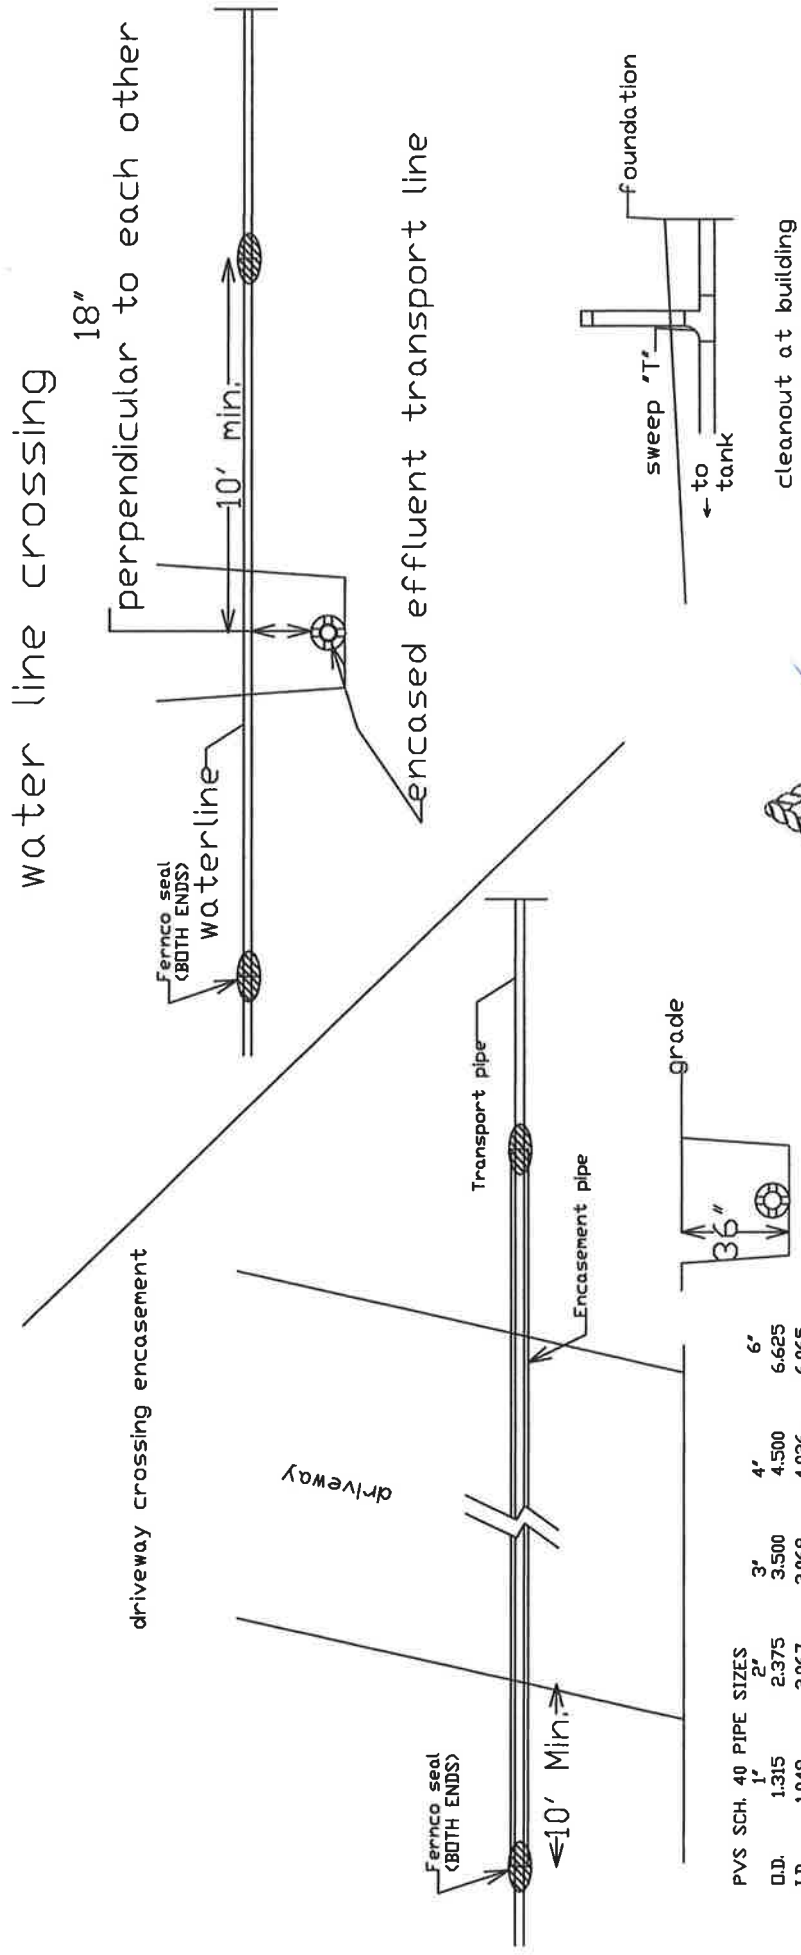 water line crossing
18"
perpendicular to each other
10' min.
Fernco seal
(BOTH ENDS)
waterline
encased effluent transport line
foundation
sweep "T"
← to
tank
cleanout at building
driveway crossing encasement
driveway
Transport pipe
Encasement pipe
Fernco seal
(BOTH ENDS)
10' Min.
grade
36"
PVS SCH. 40 PIPE SIZES
1" 2" 3" 4" 6"
O.D. 1.315 2.375 3.500 4.500 6.625